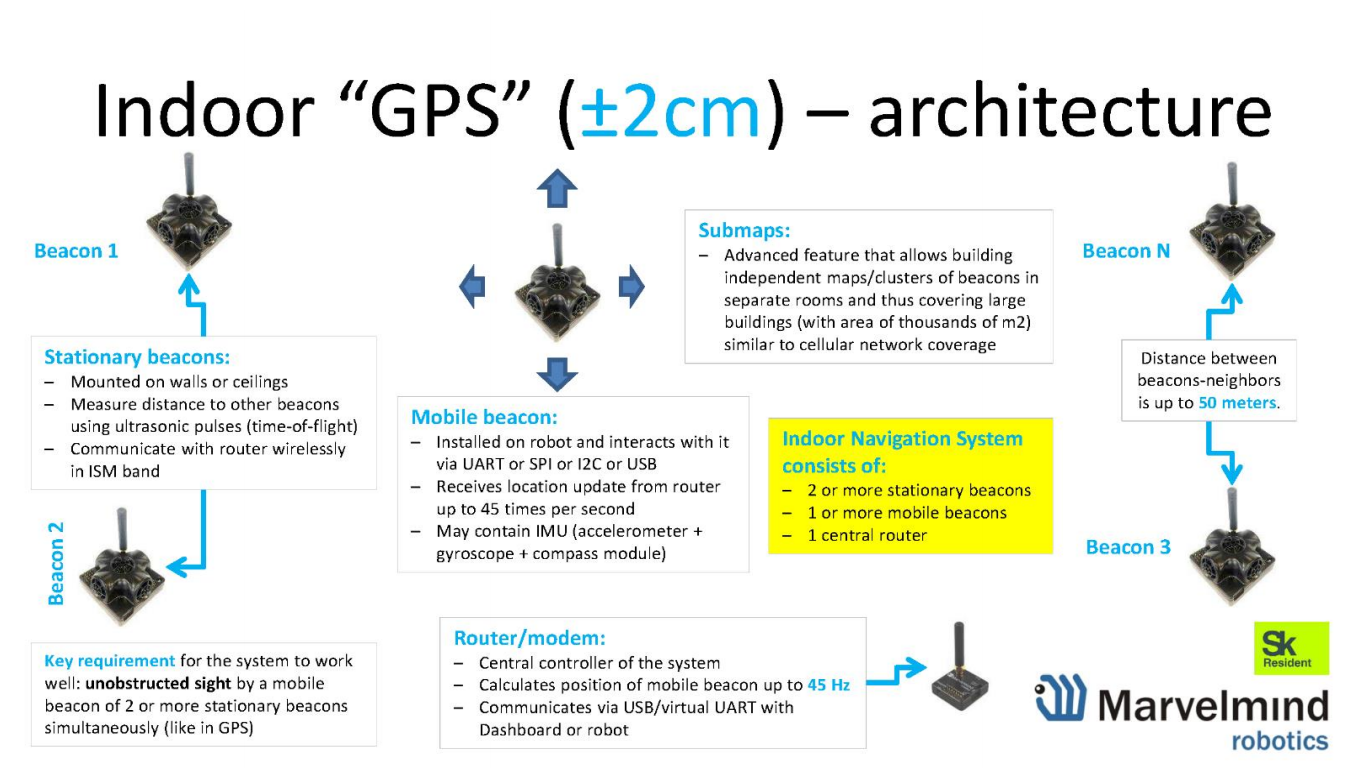 Indoor “GPS” (±2cm) – architecture
Beacon 1
Stationary beacons:
– Mounted on walls or ceilings
– Measure distance to other beacons
using ultrasonic pulses (time-of-flight)
– Communicate with router wirelessly
in ISM band
Beacon 2
Key requirement for the system to work
well: unobstructed sight by a mobile
beacon of 2 or more stationary beacons
simultaneously (like in GPS)
Mobile beacon:
– Installed on robot and interacts with it
via UART or SPI or I2C or USB
– Receives location update from router
up to 45 times per second
– May contain IMU (accelerometer +
gyroscope + compass module)
Submaps:
– Advanced feature that allows building
independent maps/clusters of beacons in
separate rooms and thus covering large
buildings (with area of thousands of m2)
similar to cellular network coverage
Indoor Navigation System
consists of:
– 2 or more stationary beacons
– 1 or more mobile beacons
– 1 central router
Router/modem:
– Central controller of the system
– Calculates position of mobile beacon up to 45 Hz
– Communicates via USB/virtual UART with
Dashboard or robot
Beacon N
Distance between
beacons-neighbors
is up to 50 meters.
Beacon 3
Sk
Resident
Marvelmind
robotics